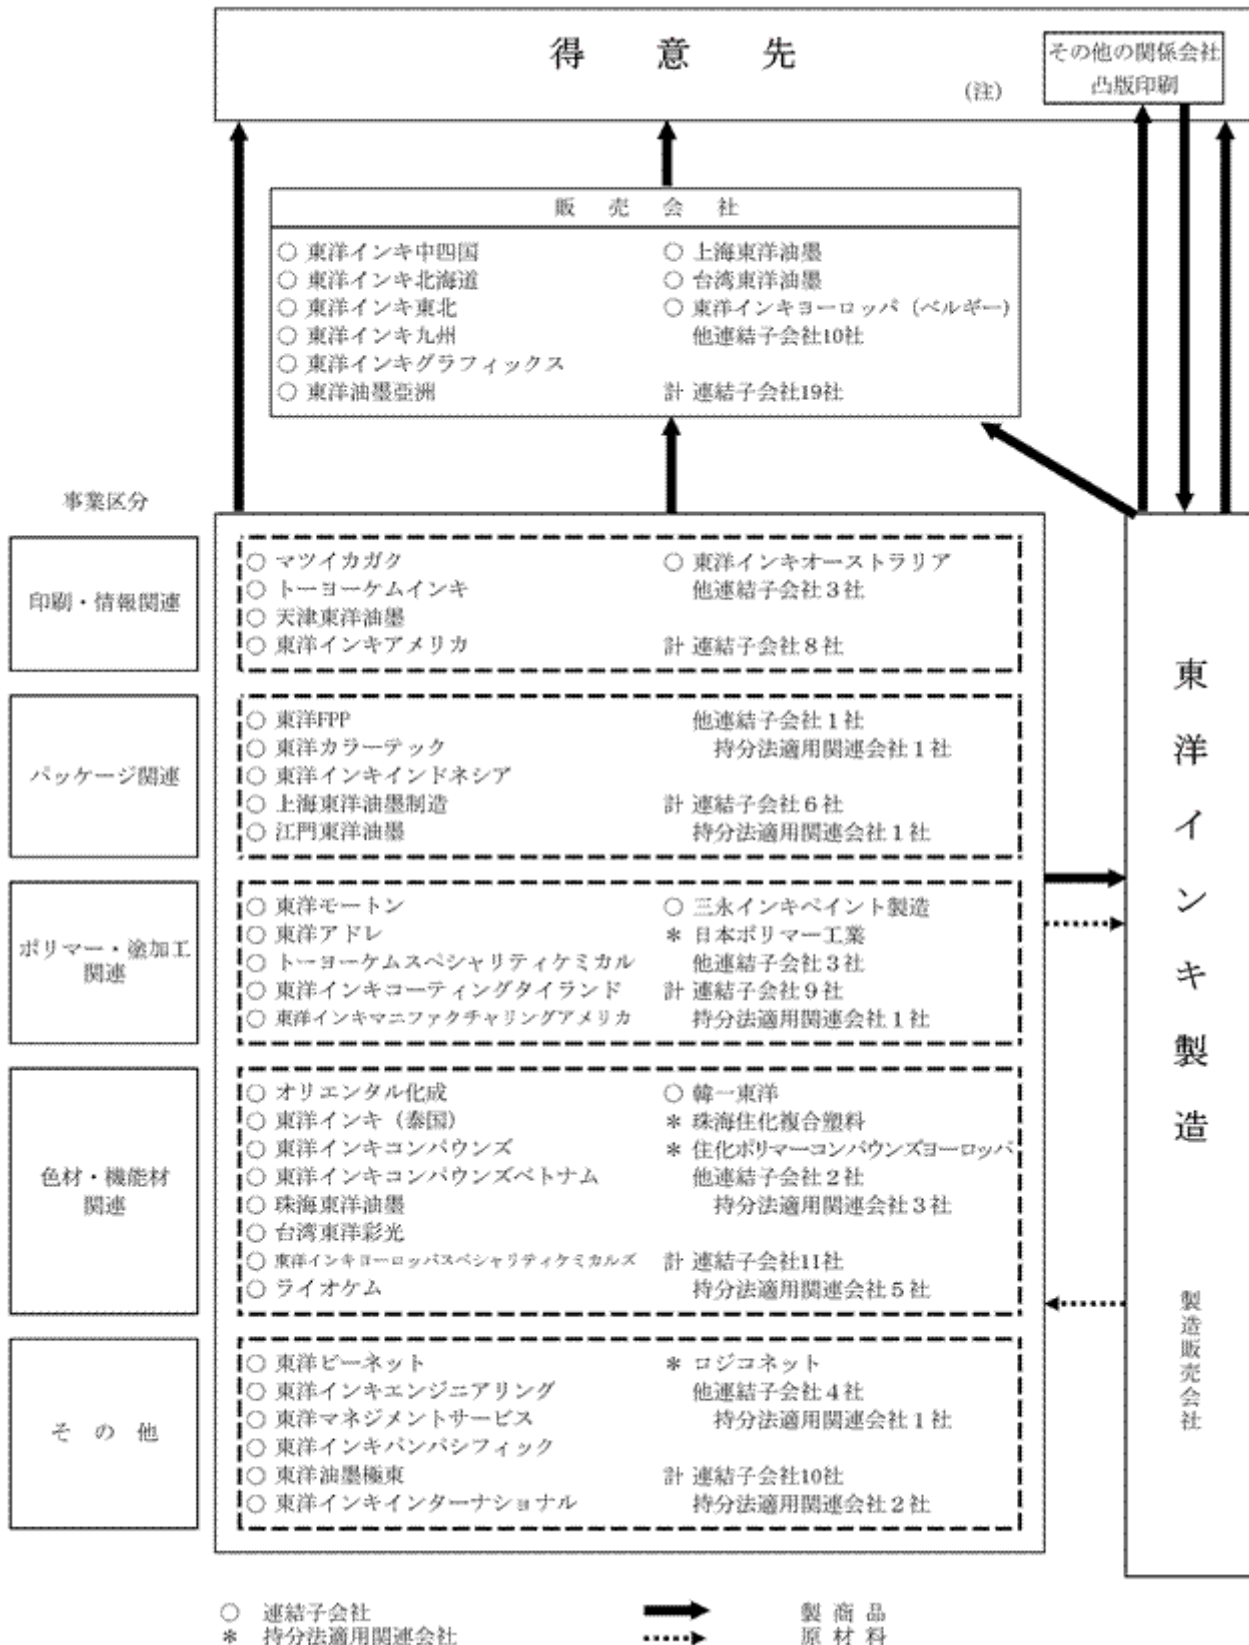 得意先
(注)
その他の関係会社
凸版印刷
販売会社
○ 東洋インキ中四国
○ 東洋インキ北海道
○ 東洋インキ東北
○ 東洋インキ九州
○ 東洋インキグラフィックス
○ 東洋油墨亞洲
○ 上海東洋油墨
○ 台湾東洋油墨
○ 東洋インキヨーロッパ（ベルギー）
他連結子会社10社
計 連結子会社19社
事業区分
印刷・情報関連
○ マツイカガク
○ トーヨーケムインキ
○ 天津東洋油墨
○ 東洋インキアメリカ
○ 東洋インキオーストラリア
他連結子会社３社
計 連結子会社８社
パッケージ関連
○ 東洋FPP
○ 東洋カラーテック
○ 東洋インキインドネシア
○ 上海東洋油墨制造
○ 江門東洋油墨
他連結子会社１社
持分法適用関連会社１社
計 連結子会社６社
持分法適用関連会社１社
ポリマー・塗加工
関連
○ 東洋モートン
○ 東洋アドレ
○ トーヨーケムスペシャリティケミカル
○ 東洋インキコーティングタイランド
○ 東洋インキマニファクチャリングアメリカ
○ 三永インキペイント製造
＊ 日本ポリマー工業
他連結子会社３社
計 連結子会社９社
持分法適用関連会社１社
色材・機能材
関連
○ オリエンタル化成
○ 東洋インキ（泰国）
○ 東洋インキコンパウンズ
○ 東洋インキコンパウンズベトナム
○ 珠海東洋油墨
○ 台湾東洋彩光
○ 東洋インキヨーロッパスペシャリティケミカルズ
○ ライオケム
○ 韓一東洋
＊ 珠海住化複合塑料
＊ 住化ポリマーコンパウンズヨーロッパ
他連結子会社２社
持分法適用関連会社３社
計 連結子会社11社
持分法適用関連会社５社
その他
○ 東洋ビーネット
○ 東洋インキエンジニアリング
○ 東洋マネジメントサービス
○ 東洋インキパンパシフィック
○ 東洋油墨極東
○ 東洋インキインターナショナル
＊ ロジコネット
他連結子会社４社
持分法適用関連会社１社
計 連結子会社10社
持分法適用関連会社２社
東洋インキ製造
製造販売会社
○ 連結子会社
＊ 持分法適用関連会社
製商品
原材料